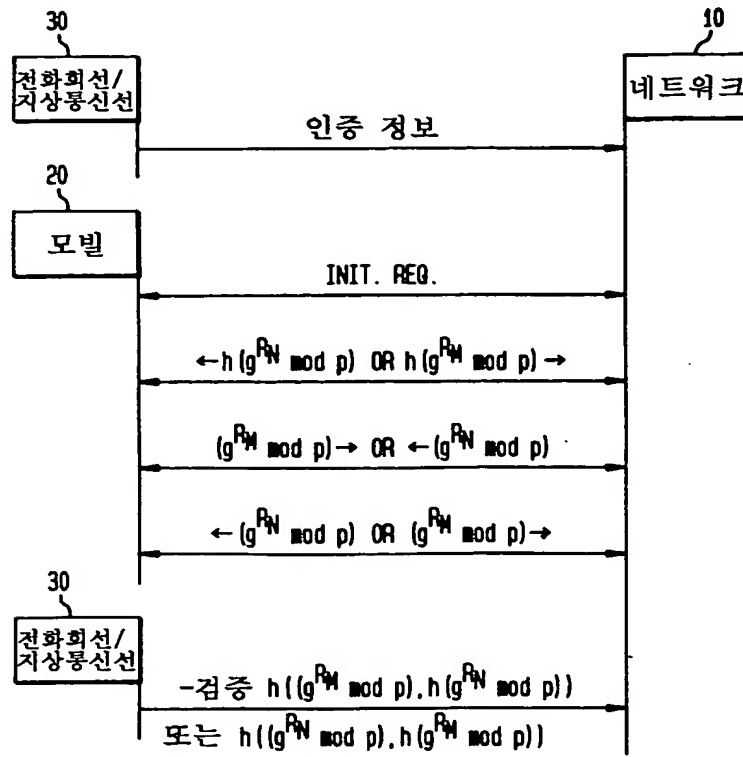 30
10
전화회선/
지상통신선
네트워크
인증 정보
20
모빌
INIT. REQ.
←h(g^RN mod p) OR h(g^RM mod p)→
(g^RM mod p)→ OR ←(g^RN mod p)
←(g^RN mod p) OR (g^RM mod p)→
30
전화회선/
지상통신선
-검증 h((g^RM mod p),h(g^RN mod p))
또는 h((g^RN mod p),h(g^RM mod p))